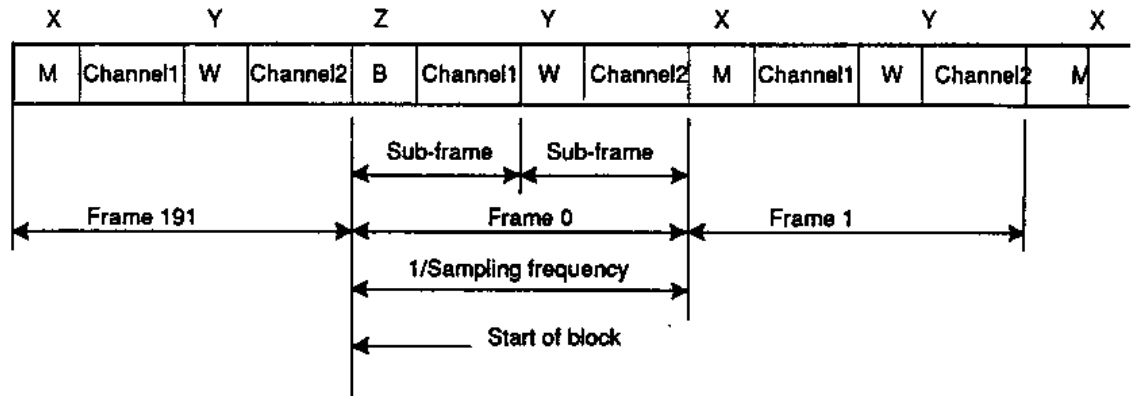 X Y Z Y X Y X
M Channel1 W Channel2 B Channel1 W Channel2 M Channel1 W Channel2 M
Sub-frame Sub-frame
Frame 191 Frame 0 Frame 1
1/Sampling frequency
Start of block